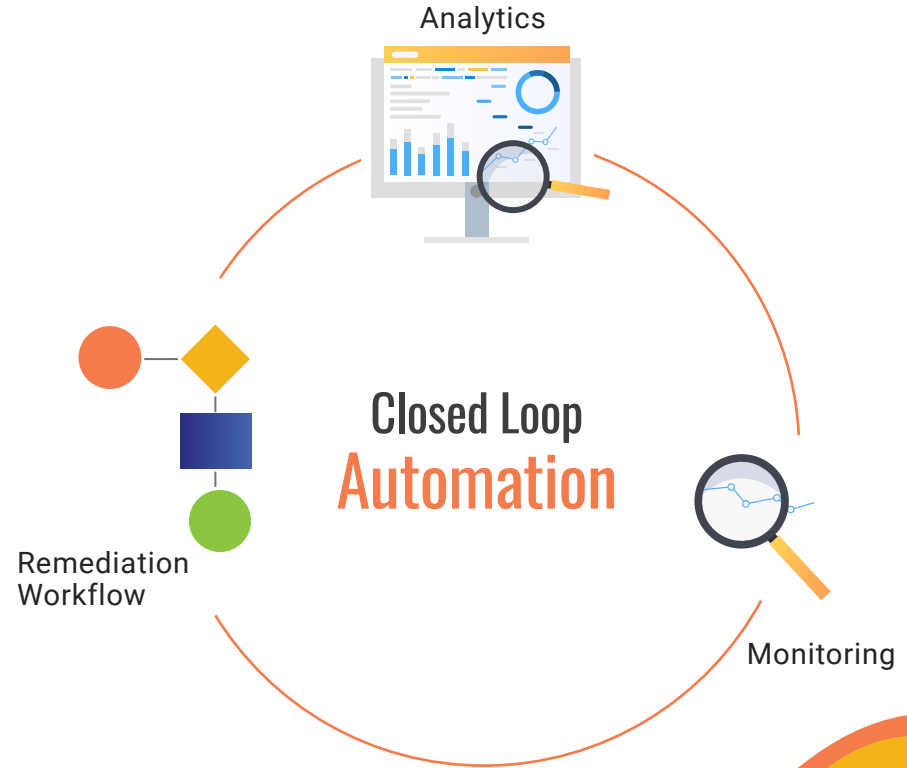 Analytics
Closed Loop
Automation
Remediation
Workflow
Monitoring